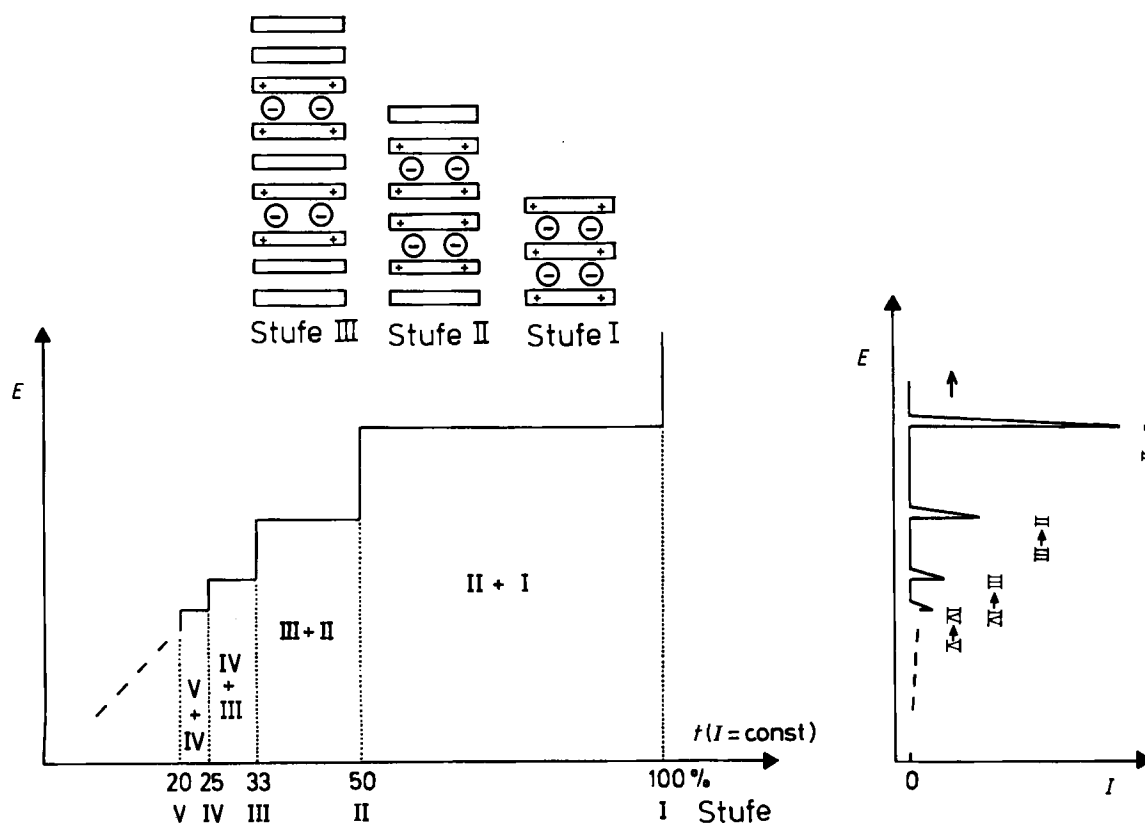 Stufe III Stufe II Stufe I
E
II + I
III + II
IV
+
III
V
+
IV
t (I = const)
20 25 33 50 100 %
V IV III II I Stufe
E
III→II
IV→III
V→IV
0 I